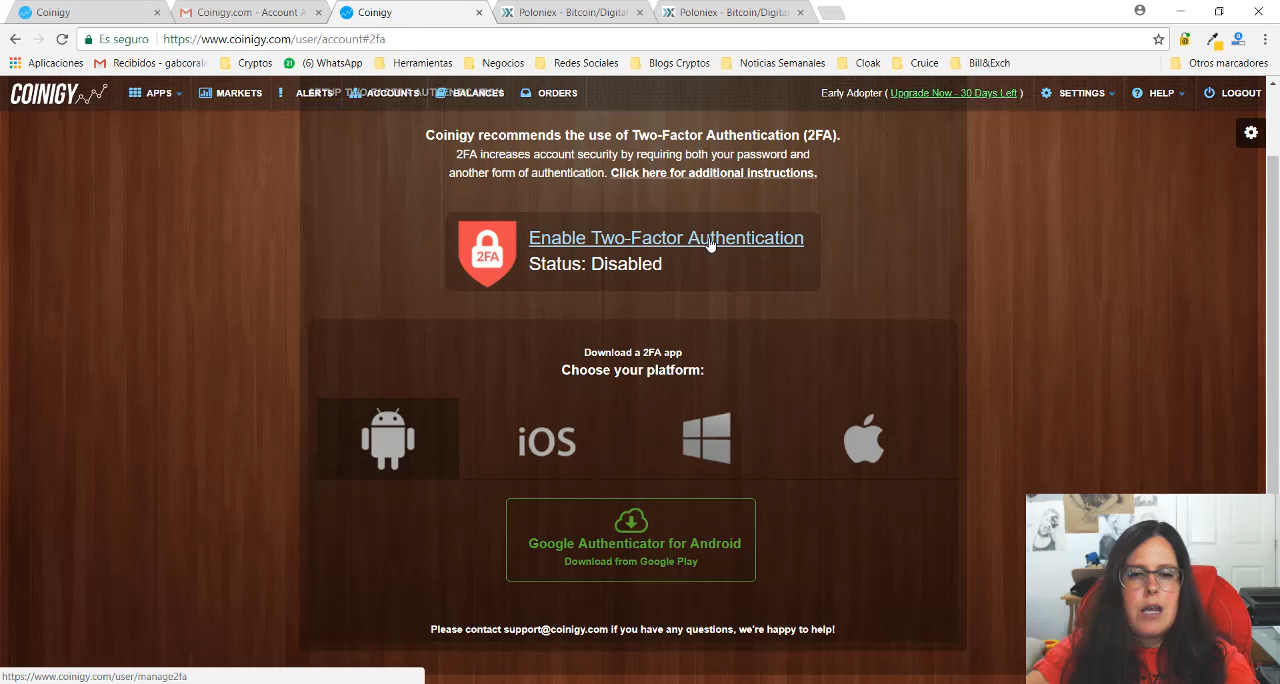 Coinigy
Coinigy.com - Account A
Coinigy
Poloniex - Bitcoin/Digital
Poloniex - Bitcoin/Digital
Es seguro
https://www.coinigy.com/user/account#2fa
Aplicaciones
Recibidos - gabcorala
Cryptos
21
(6) WhatsApp
Herramientas
Negoc
Redes Sociales
Blogs Cryptos
Noticias Semanales
Cloak
Cruice
Bill&Exch
Otros marcadores
COINIGY
APPS
MARKETS
ALERTS
ACCOUNTS
BALANCES
ORDERS
Early Adopter ( Upgrade Now - 30 Days Left )
SETTINGS
HELP
LOGOUT
Coinigy recommends the use of Two-Factor Authentication (2FA).
2FA increases account security by requiring both your password and
another form of authentication. Click here for additional instructions.
2FA
Enable Two-Factor Authentication
Status: Disabled
Download a 2FA app
Choose your platform:
iOS
Google Authenticator for Android
Download from Google Play
Please contact support@coinigy.com if you have any questions, we're happy to help!
https://www.coinigy.com/user/manage2fa